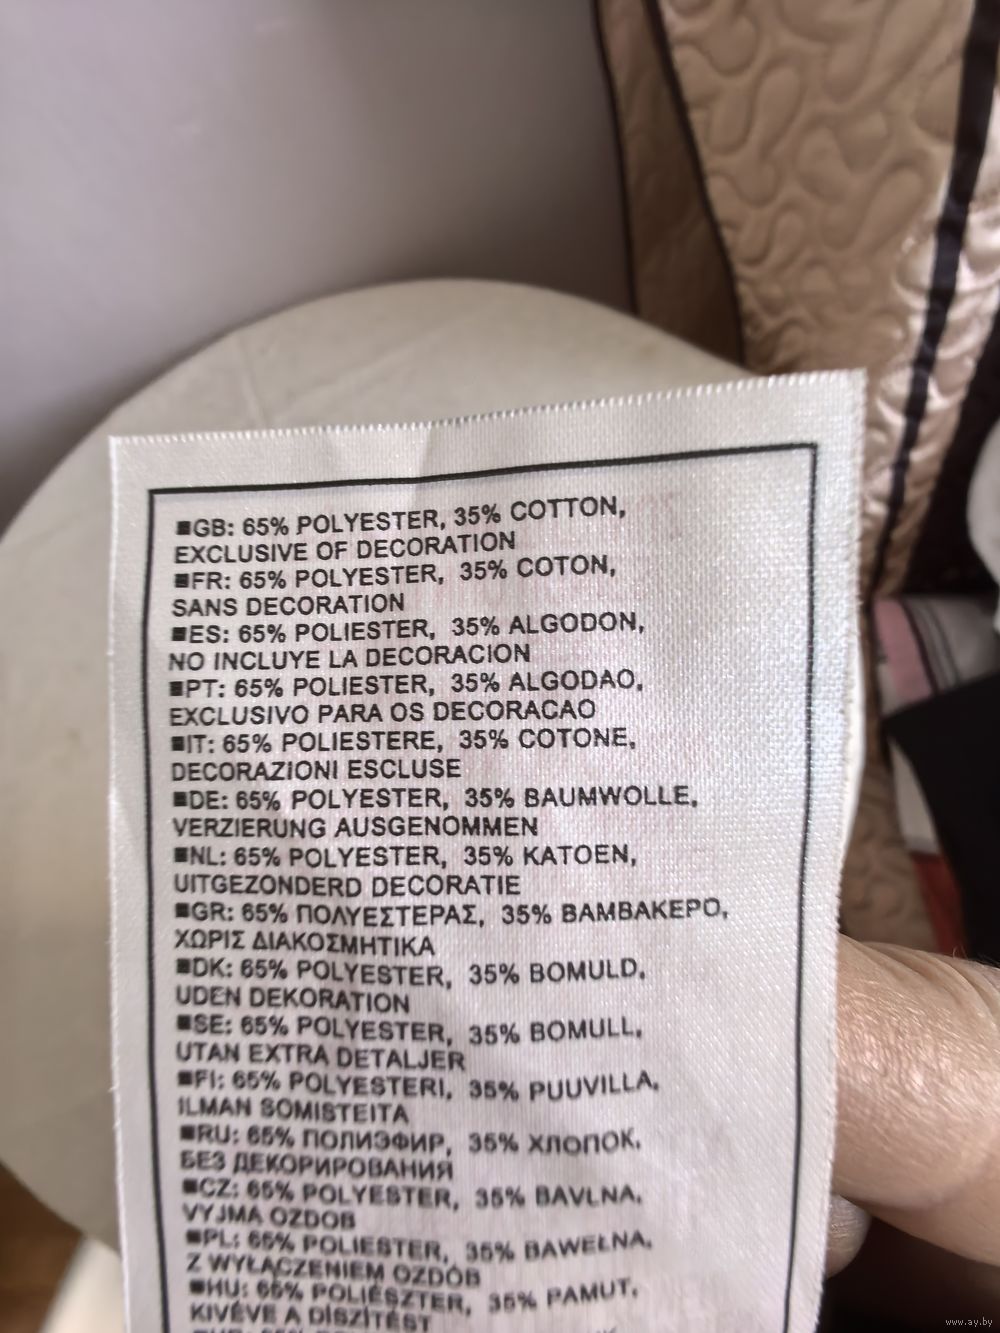 ■GB: 65% POLYESTER, 35% COTTON,
EXCLUSIVE OF DECORATION
■FR: 65% POLYESTER, 35% COTON,
SANS DECORATION
■ES: 65% POLIESTER, 35% ALGODON,
NO INCLUYE LA DECORACION
■PT: 65% POLIESTER, 35% ALGODAO,
EXCLUSIVO PARA OS DECORACAO
■IT: 65% POLIESTERE, 35% COTONE,
DECORAZIONI ESCLUSE
■DE: 65% POLYESTER, 35% BAUMWOLLE,
VERZIERUNG AUSGENOMMEN
■NL: 65% POLYESTER, 35% KATOEN,
UITGEZONDERD DECORATIE
■GR: 65% ΠΟΛΥΕΣΤΕΡΑΣ, 35% ΒΑΜΒΑΚΕΡΟ,
ΧΩΡΙΣ ΔΙΑΚΟΣΜΗΤΙΚΑ
■DK: 65% POLYESTER, 35% BOMULD,
UDEN DEKORATION
■SE: 65% POLYESTER, 35% BOMULL,
UTAN EXTRA DETALJER
■FI: 65% POLYESTERI, 35% PUUVILLA,
ILMAN SOMISTEITA
■RU: 65% ПОЛИЭФИР, 35% ХЛОПОК,
БЕЗ ДЕКОРИРОВАНИЯ
■CZ: 65% POLYESTER, 35% BAVLNA,
VYJMA OZDOB
■PL: 65% POLIESTER, 35% BAWEŁNA,
Z WYŁĄCZENIEM OZDÓB
■HU: 65% POLIÉSZTER, 35% PAMUT,
KIVÉVE A DÍSZÍTÉST
www.ay.by